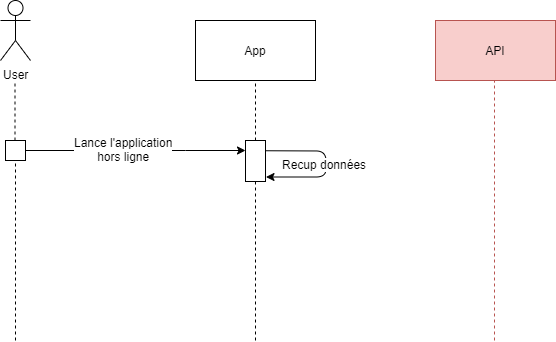 User
App
API
Lance l'application
hors ligne
Recup données